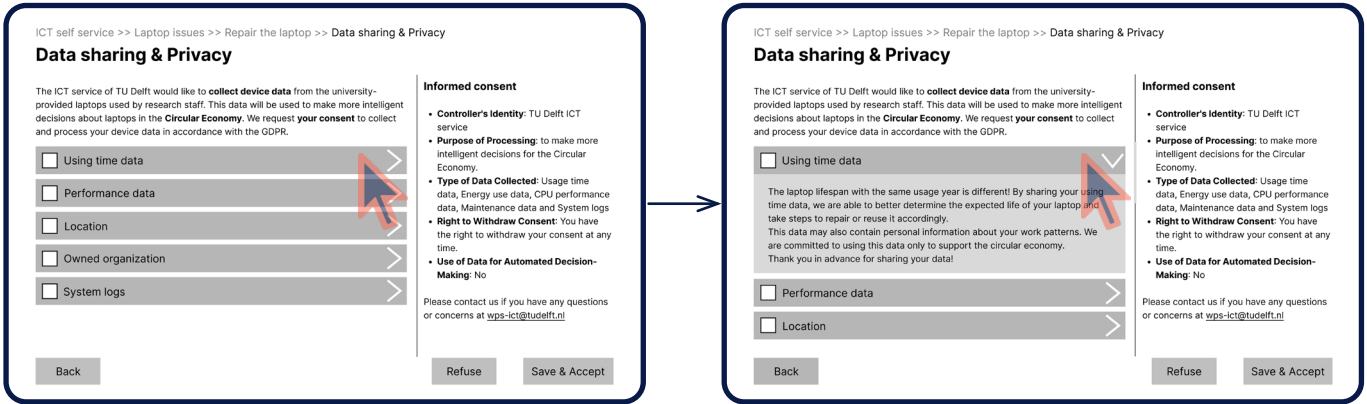 ICT self service >> Laptop issues >> Repair the laptop >> Data sharing & Privacy
Data sharing & Privacy
The ICT service of TU Delft would like to collect device data from the university-
provided laptops used by research staff. This data will be used to make more intelligent
decisions about laptops in the Circular Economy. We request your consent to collect
and process your device data in accordance with the GDPR.
Using time data
Performance data
Location
Owned organization
System logs
Back
Informed consent
• Controller's Identity: TU Delft ICT
service
• Purpose of Processing: to make more
intelligent decisions for the Circular
Economy.
• Type of Data Collected: Usage time
data, Energy use data, CPU performance
data, Maintenance data and System logs
• Right to Withdraw Consent: You have
the right to withdraw your consent at any
time.
• Use of Data for Automated Decision-
Making: No
Please contact us if you have any questions
or concerns at wps-ict@tudelft.nl
Refuse
Save & Accept
ICT self service >> Laptop issues >> Repair the laptop >> Data sharing & Privacy
Data sharing & Privacy
The ICT service of TU Delft would like to collect device data from the university-
provided laptops used by research staff. This data will be used to make more intelligent
decisions about laptops in the Circular Economy. We request your consent to collect
and process your device data in accordance with the GDPR.
Using time data
The laptop lifespan with the same usage year is different! By sharing your using
time data, we are able to better determine the expected life of your laptop and
take steps to repair or reuse it accordingly.
This data may also contain personal information about your work patterns. We
are committed to using this data only to support the circular economy.
Thank you in advance for sharing your data!
Performance data
Location
Back
Informed consent
• Controller's Identity: TU Delft ICT
service
• Purpose of Processing: to make more
intelligent decisions for the Circular
Economy.
• Type of Data Collected: Usage time
data, Energy use data, CPU performance
data, Maintenance data and System logs
• Right to Withdraw Consent: You have
the right to withdraw your consent at any
time.
• Use of Data for Automated Decision-
Making: No
Please contact us if you have any questions
or concerns at wps-ict@tudelft.nl
Refuse
Save & Accept